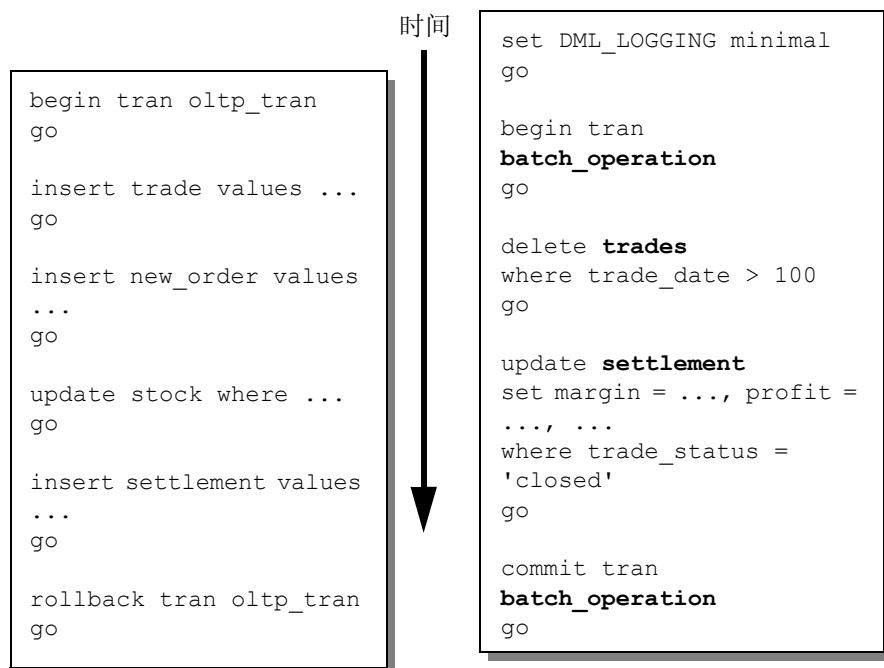 时间
begin tran oltp_tran
go
insert trade values ...
go
insert new_order values
...
go
update stock where ...
go
insert settlement values
...
go
rollback tran oltp_tran
go
set DML_LOGGING minimal
go
begin tran
batch_operation
go
delete trades
where trade_date > 100
go
update settlement
set margin = ..., profit =
..., ...
where trade_status =
'closed'
go
commit tran
batch_operation
go